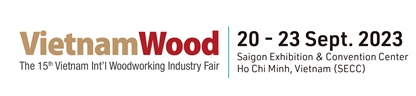 VietnamWood
The 15th Vietnam Int'l Woodworking Industry Fair
20 - 23 Sept. 2023
Saigon Exhibition & Convention Center
Ho Chi Minh, Vietnam (SECC)